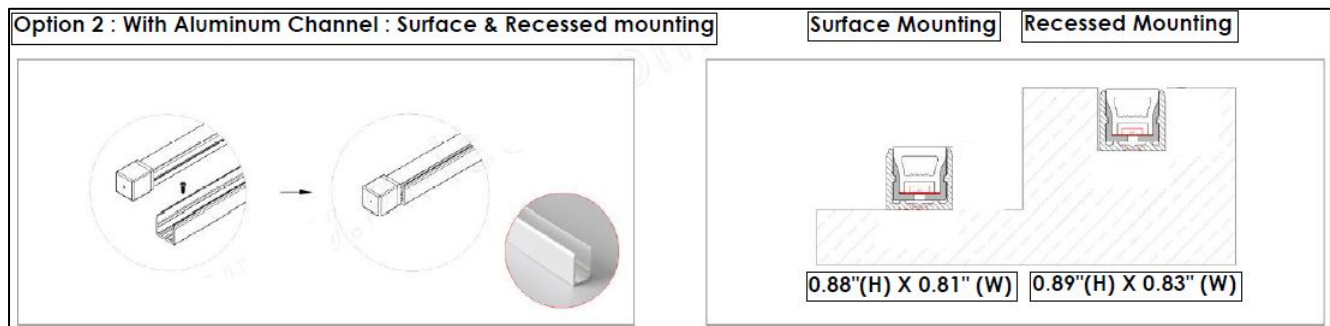 Option 2 : With Aluminum Channel : Surface & Recessed mounting
Surface Mounting
Recessed Mounting
0.88"(H) X 0.81" (W)
0.89"(H) X 0.83" (W)